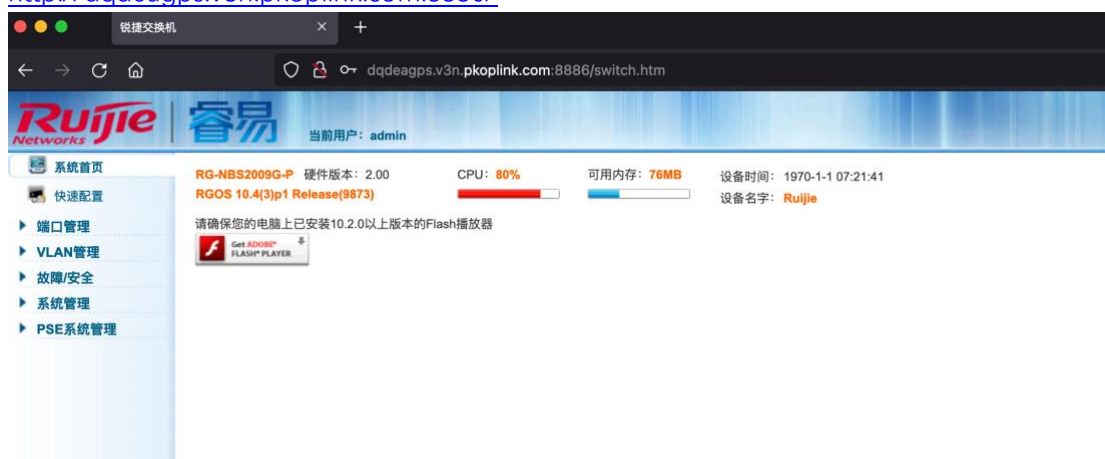 锐捷交换机
dqdeagps.v3n.pkoplink.com:8886/switch.htm
Ruijie Networks 睿易 当前用户：admin
系统首页
快速配置
端口管理
VLAN管理
故障/安全
系统管理
PSE系统管理
RG-NBS2009G-P 硬件版本：2.00 CPU：80% 可用内存：76MB 设备时间：1970-1-1 07:21:41
RGOS 10.4(3)p1 Release(9873) 设备名字：Ruijie
请确保您的电脑上已安装10.2.0以上版本的Flash播放器
Get ADOBE®
FLASH® PLAYER